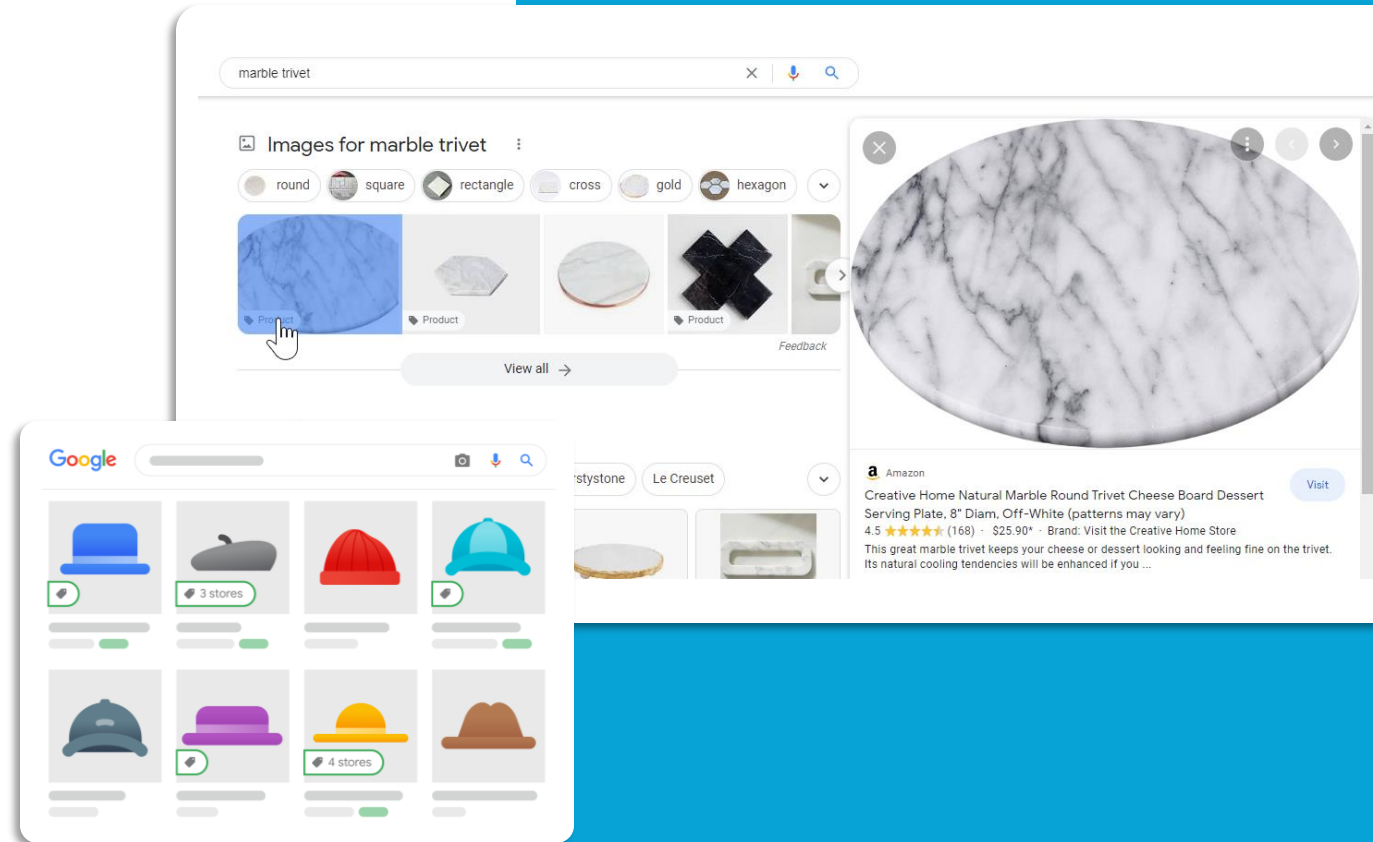 marble trivet
Images for marble trivet
round
square
rectangle
cross
gold
hexagon
Product
Product
Product
Feedback
View all
Le Creuset
a Amazon
Visit
Creative Home Natural Marble Round Trivet Cheese Board Dessert
Serving Plate, 8" Diam, Off-White (patterns may vary)
4.5 ★★★★★ (168) · $25.90* · Brand: Visit the Creative Home Store
This great marble trivet keeps your cheese or dessert looking and feeling fine on the trivet.
Its natural cooling tendencies will be enhanced if you ...
Google
3 stores
4 stores